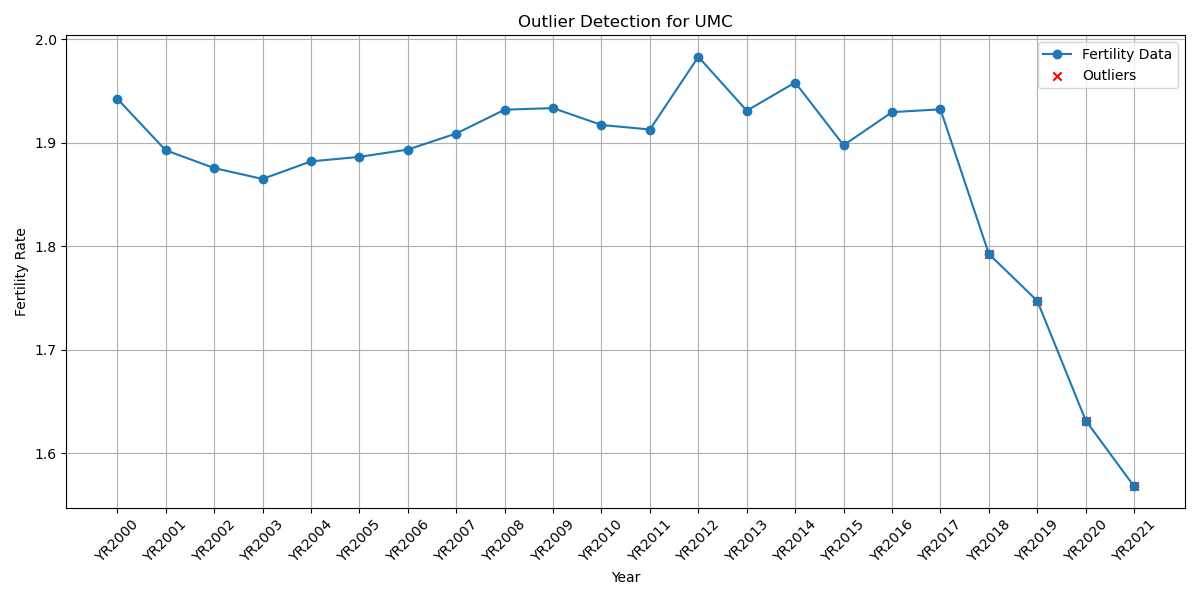 Outlier Detection for UMC
Fertility Data
Outliers
2.0
1.9
1.8
1.7
1.6
Fertility Rate
YR2000
YR2001
YR2002
YR2003
YR2004
YR2005
YR2006
YR2007
YR2008
YR2009
YR2010
YR2011
YR2012
YR2013
YR2014
YR2015
YR2016
YR2017
YR2018
YR2019
YR2020
YR2021
Year